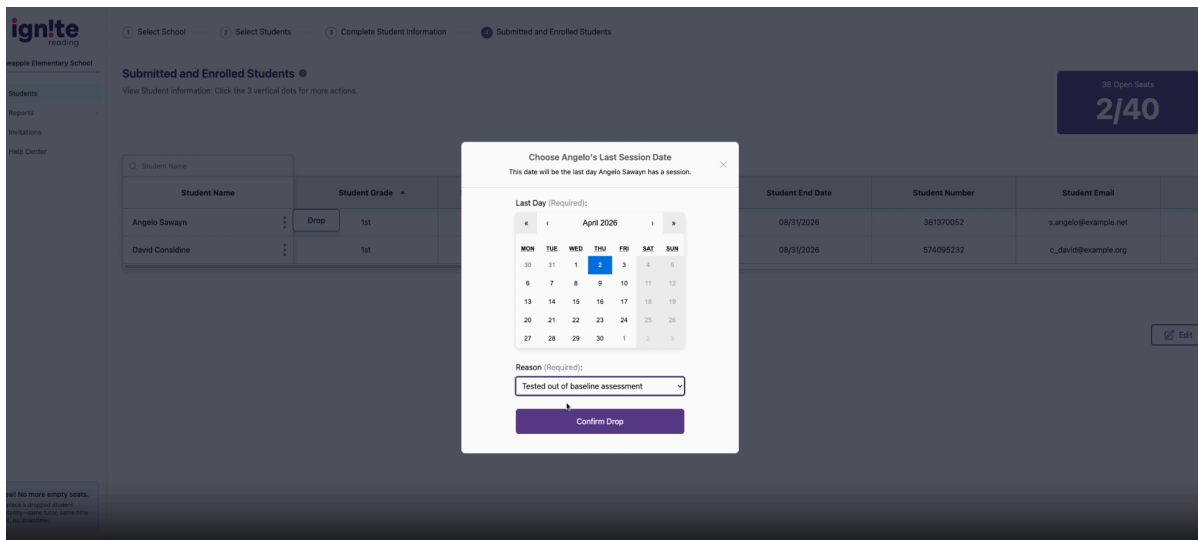 ign!te
reading
1 Select School
2 Select Students
3 Complete Student Information
4 Submitted and Enrolled Students
Elementary School
Students
Reports
Invitations
Help Center
Submitted and Enrolled Students
View Student information. Click the 3 vertical dots for more actions.
38 Open Seats
2/40
Student Name
Student Name
Student Grade
Student End Date
Student Number
Student Email
Angelo Sawayn
Drop
1st
08/31/2026
381370052
s.angelo@example.net
David Considine
1st
08/31/2026
574095232
c_david@example.org
Edit
Choose Angelo's Last Session Date
This date will be the last day Angelo Sawayn has a session.
Last Day (Required):
« ‹ April 2026 › »
MON TUE WED THU FRI SAT SUN
30 31 1 2 3 4 5
6 7 8 9 10 11 12
13 14 15 16 17 18 19
20 21 22 23 24 25 26
27 28 29 30 1 2 3
Reason (Required):
Tested out of baseline assessment
Confirm Drop
No more empty seats.
a dropped student
same tutor, same time
no downtime.